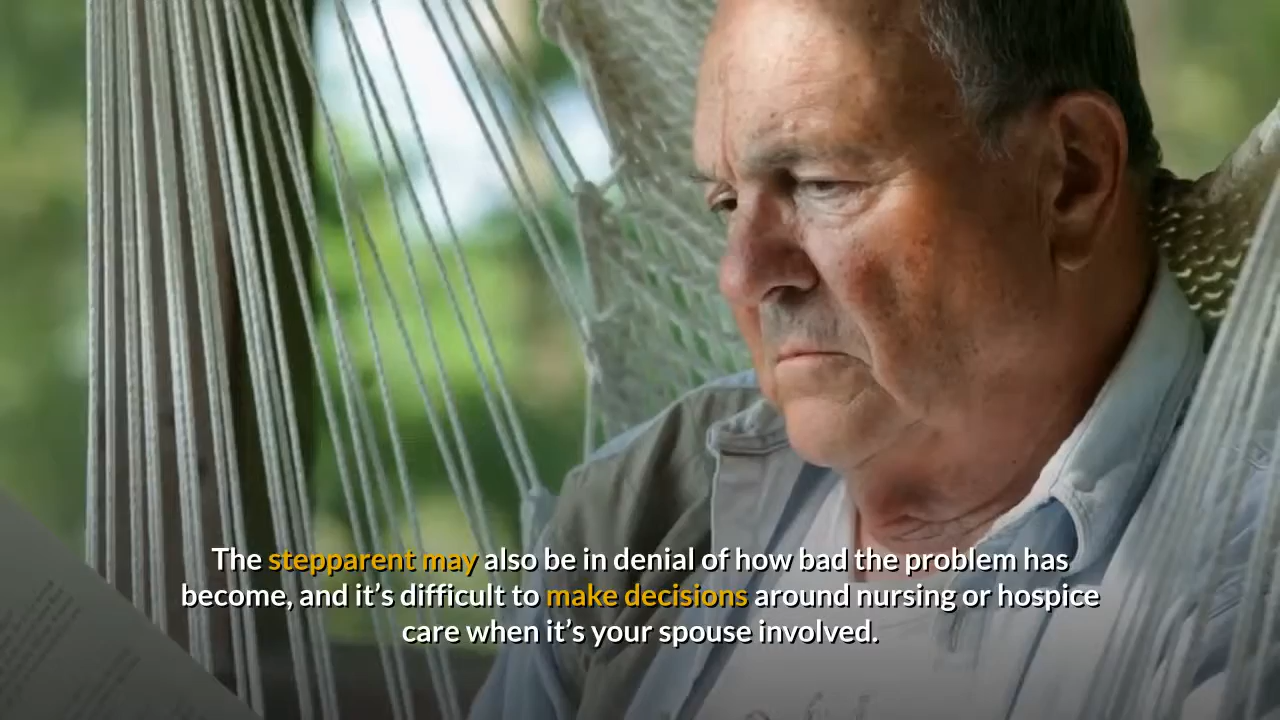 The stepparent may also be in denial of how bad the problem has
become, and it’s difficult to make decisions around nursing or hospice
care when it’s your spouse involved.